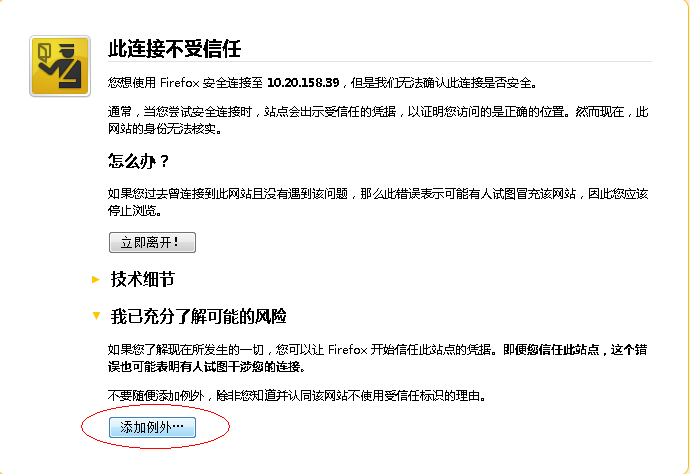 此连接不受信任
您想使用 Firefox 安全连接至 10.20.158.39，但是我们无法确认此连接是否安全。
通常，当您尝试安全连接时，站点会出示受信任的凭据，以证明您访问的是正确的位置。然而现在，此
网站的身份无法核实。
怎么办？
如果您过去曾连接到此网站且没有遇到该问题，那么此错误表示可能有人试图冒充该网站，因此您应该
停止浏览。
立即离开！
技术细节
我已充分了解可能的风险
如果您了解现在所发生的一切，您可以让 Firefox 开始信任此站点的凭据。即便您信任此站点，这个错
误也可能表明有人试图干涉您的连接。
不要随便添加例外，除非您知道并认同该网站不使用受信任标识的理由。
添加例外…